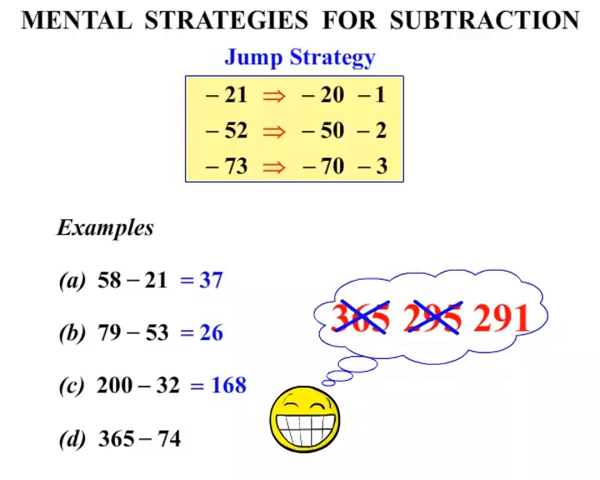 MENTAL STRATEGIES FOR SUBTRACTION
Jump Strategy
– 21 ⇒ – 20 – 1
– 52 ⇒ – 50 – 2
– 73 ⇒ – 70 – 3
Examples
(a) 58 – 21 = 37
(b) 79 – 53 = 26
365 295 291
(c) 200 – 32 = 168
(d) 365 – 74